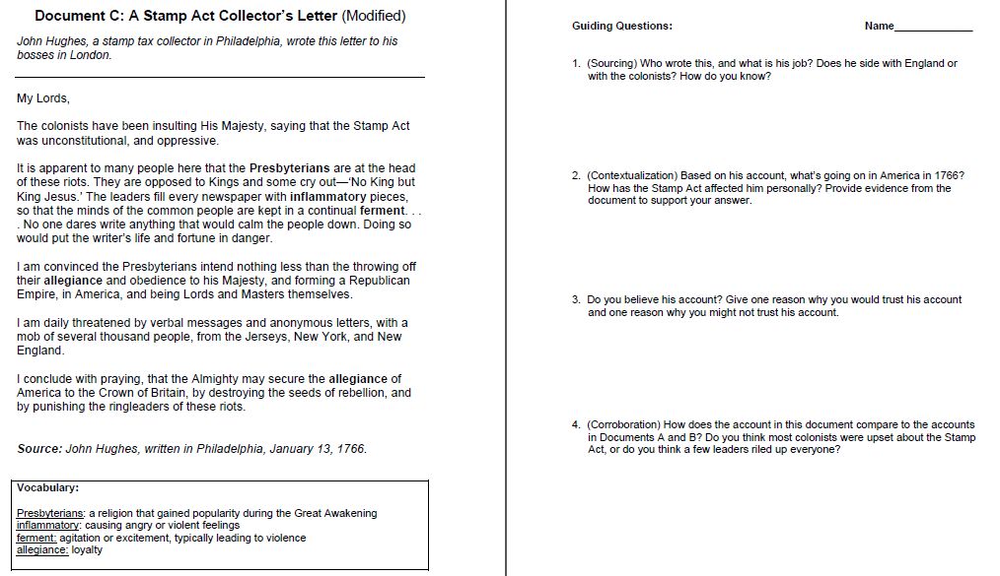 Document C: A Stamp Act Collector's Letter (Modified)
John Hughes, a stamp tax collector in Philadelphia, wrote this letter to his
bosses in London.
My Lords,
The colonists have been insulting His Majesty, saying that the Stamp Act
was unconstitutional, and oppressive.
It is apparent to many people here that the Presbyterians are at the head
of these riots. They are opposed to Kings and some cry out—'No King but
King Jesus.' The leaders fill every newspaper with inflammatory pieces,
so that the minds of the common people are kept in a continual ferment. . .
. No one dares write anything that would calm the people down. Doing so
would put the writer's life and fortune in danger.
I am convinced the Presbyterians intend nothing less than the throwing off
their allegiance and obedience to his Majesty, and forming a Republican
Empire, in America, and being Lords and Masters themselves.
I am daily threatened by verbal messages and anonymous letters, with a
mob of several thousand people, from the Jerseys, New York, and New
England.
I conclude with praying, that the Almighty may secure the allegiance of
America to the Crown of Britain, by destroying the seeds of rebellion, and
by punishing the ringleaders of these riots.
Source: John Hughes, written in Philadelphia, January 13, 1766.
Vocabulary:
Presbyterians: a religion that gained popularity during the Great Awakening
inflammatory: causing angry or violent feelings
ferment: agitation or excitement, typically leading to violence
allegiance: loyalty
Guiding Questions: Name_____________
1. (Sourcing) Who wrote this, and what is his job? Does he side with England or
with the colonists? How do you know?
2. (Contextualization) Based on his account, what's going on in America in 1766?
How has the Stamp Act affected him personally? Provide evidence from the
document to support your answer.
3. Do you believe his account? Give one reason why you would trust his account
and one reason why you might not trust his account.
4. (Corroboration) How does the account in this document compare to the accounts
in Documents A and B? Do you think most colonists were upset about the Stamp
Act, or do you think a few leaders riled up everyone?